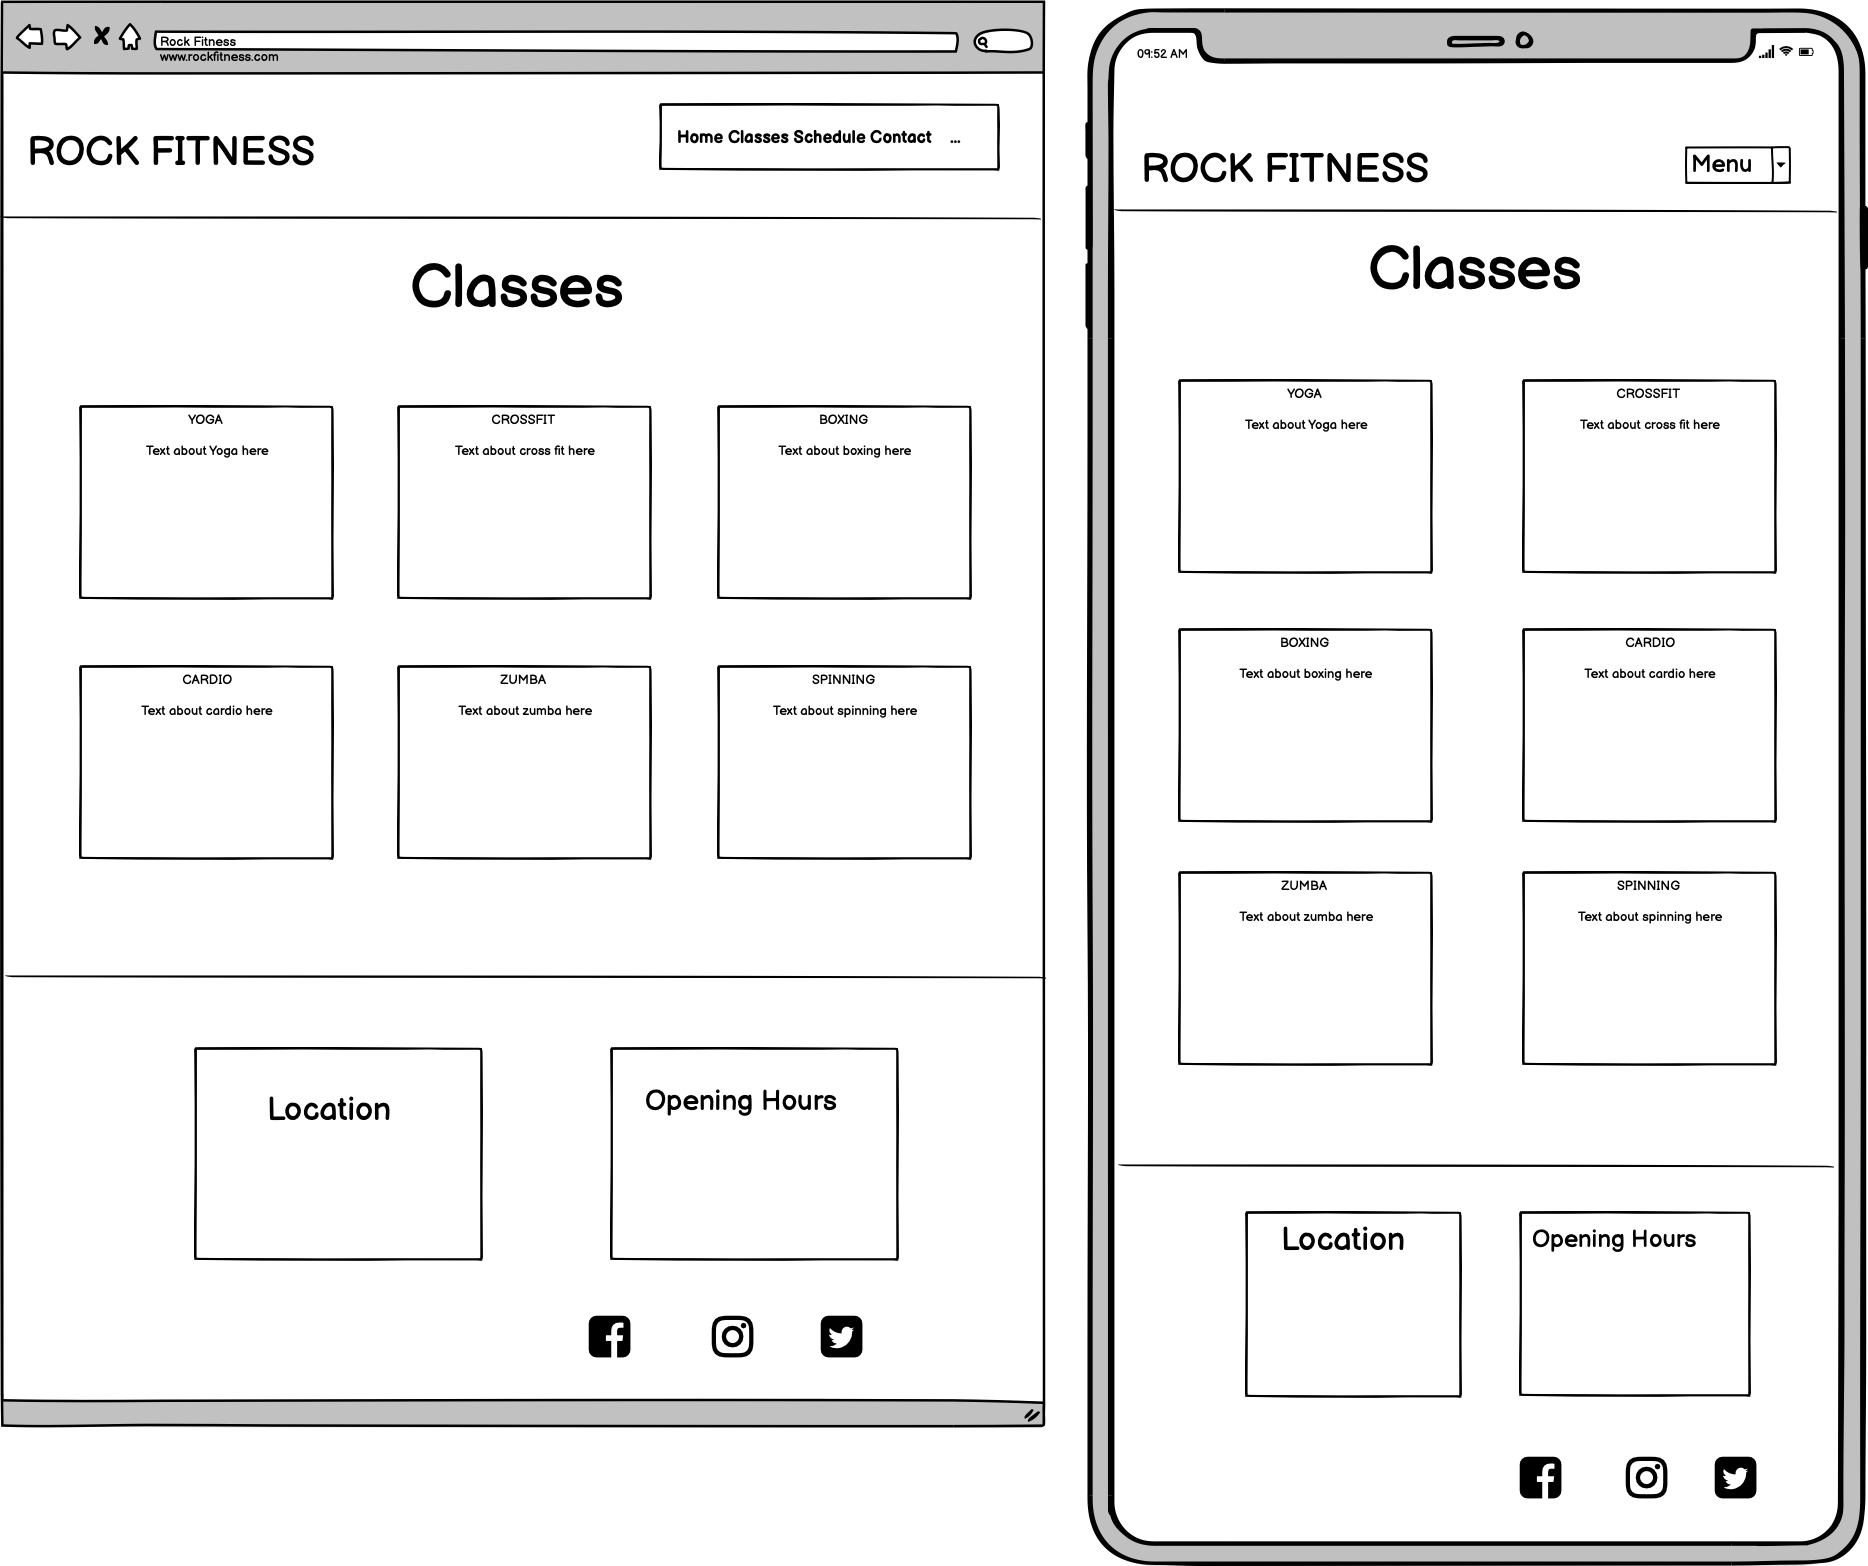 Rock Fitness
www.rockfitness.com
ROCK FITNESS
Home Classes Schedule Contact ...
Classes
YOGA
Text about Yoga here
CROSSFIT
Text about cross fit here
BOXING
Text about boxing here
CARDIO
Text about cardio here
ZUMBA
Text about zumba here
SPINNING
Text about spinning here
Location
Opening Hours
09:52 AM
ROCK FITNESS
Menu
Classes
YOGA
Text about Yoga here
CROSSFIT
Text about cross fit here
BOXING
Text about boxing here
CARDIO
Text about cardio here
ZUMBA
Text about zumba here
SPINNING
Text about spinning here
Location
Opening Hours